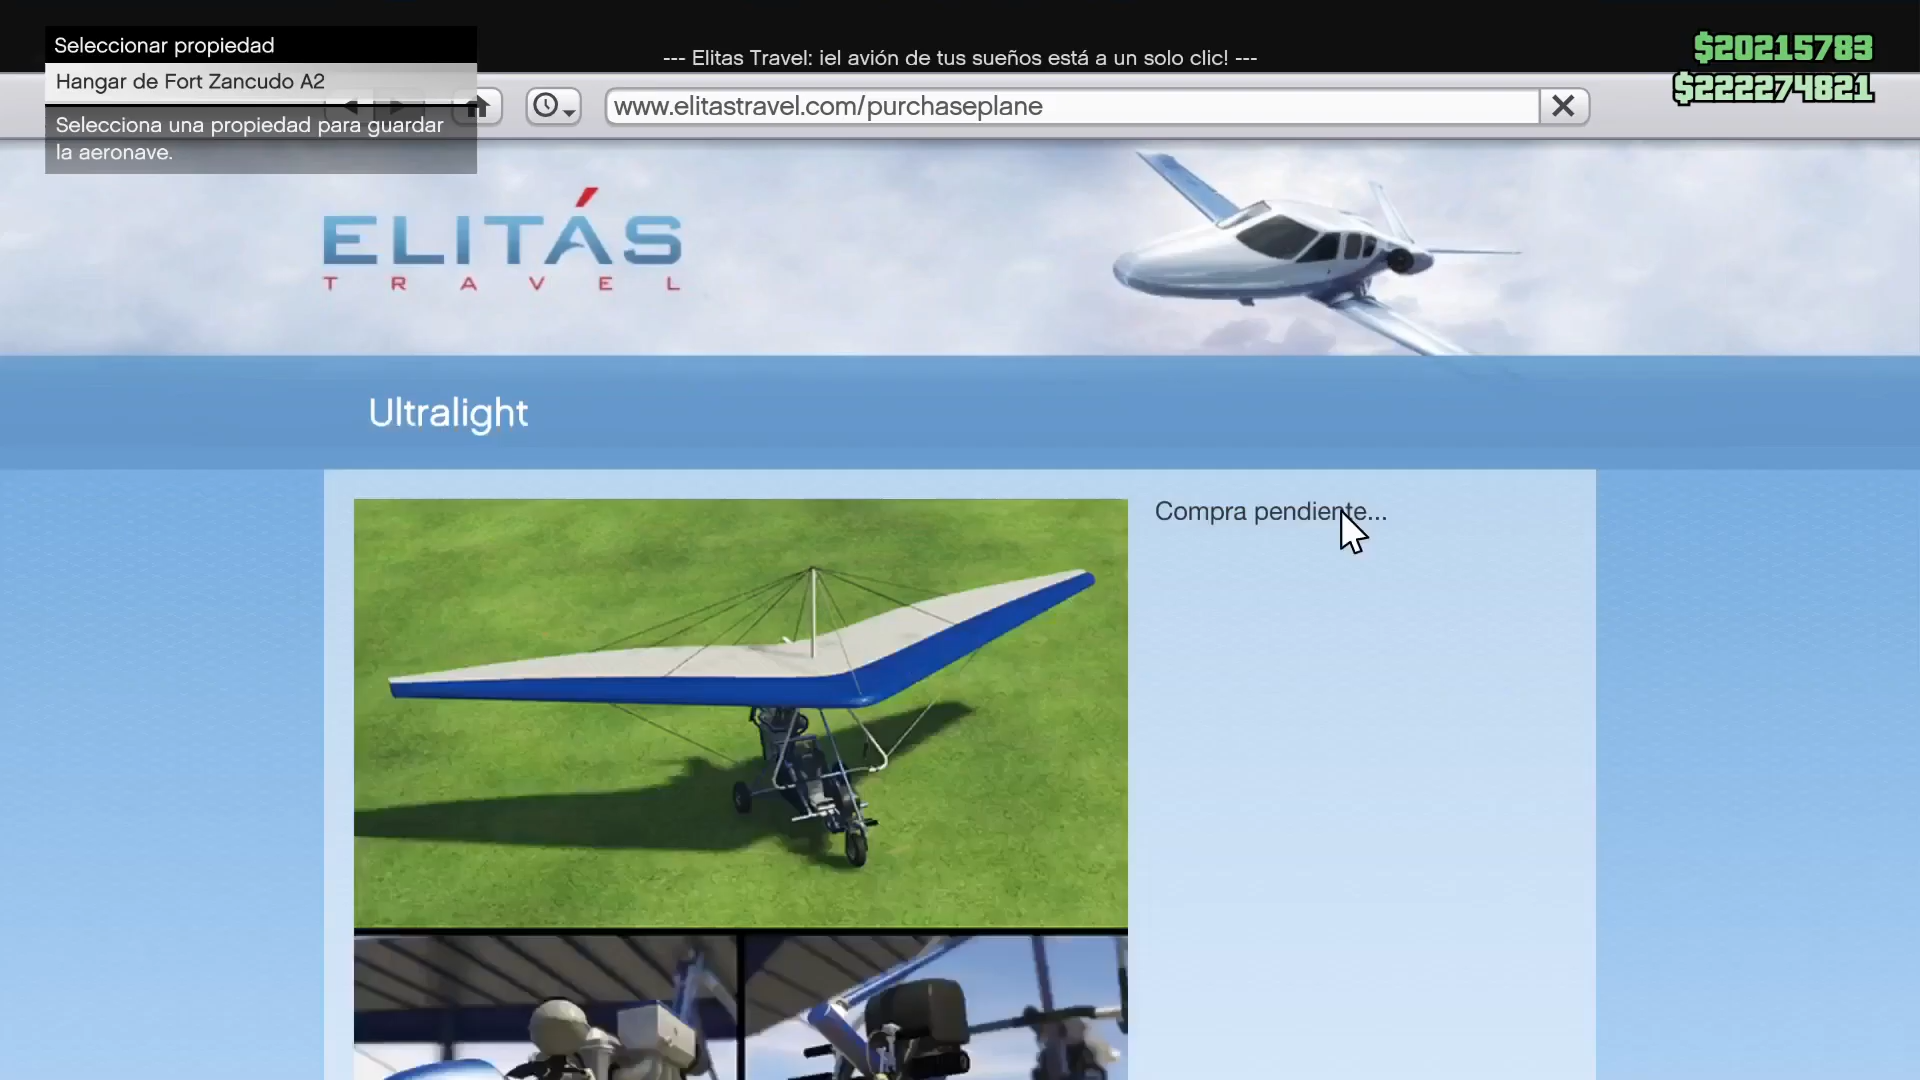 Seleccionar propiedad
Hangar de Fort Zancudo A2
Selecciona una propiedad para guardar
la aeronave.
--- Elitas Travel: ¡el avión de tus sueños está a un solo clic! ---
$20215783
$222274821
www.elitastravel.com/purchaseplane
ELITÁS
TRAVEL
Ultralight
Compra pendiente...